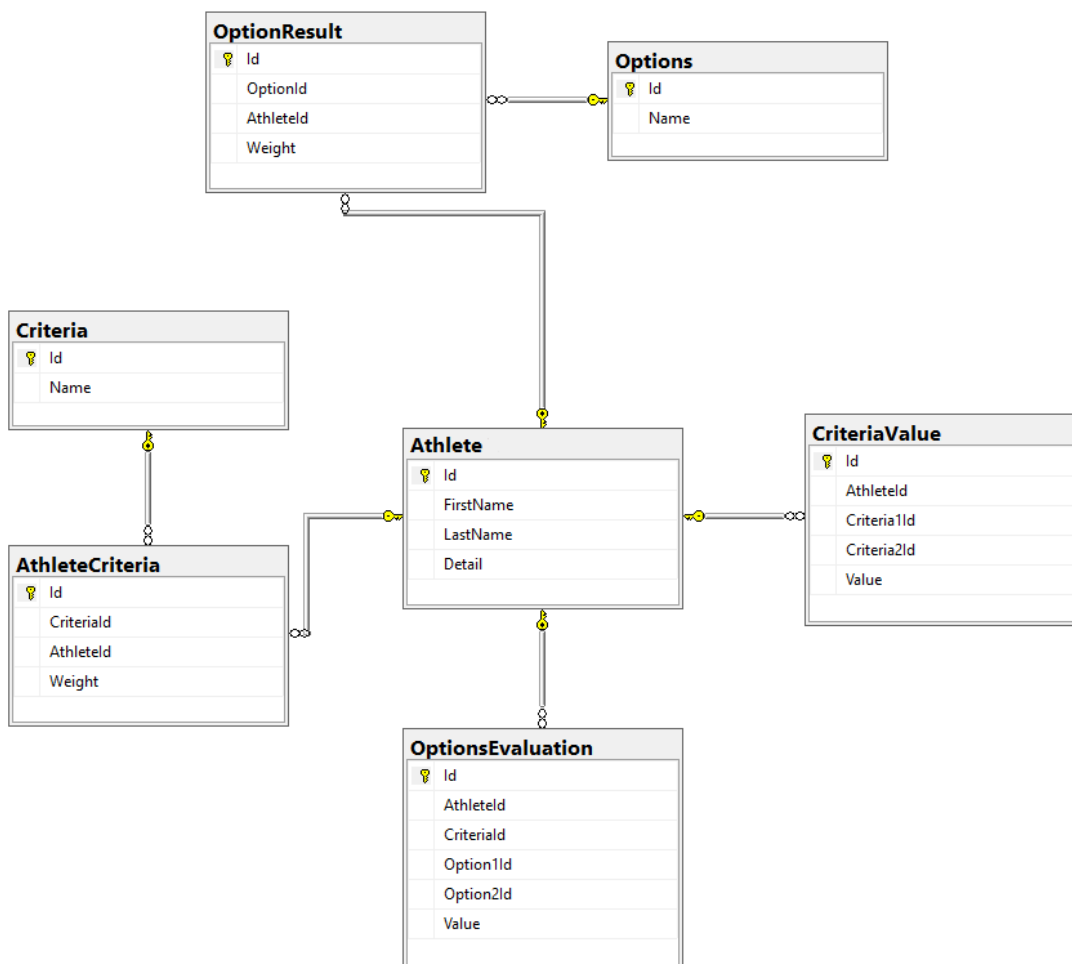 OptionResult
Id
OptionId
AthleteId
Weight
Options
Id
Name
Criteria
Id
Name
Athlete
Id
FirstName
LastName
Detail
CriteriaValue
Id
AthleteId
Criteria1Id
Criteria2Id
Value
AthleteCriteria
Id
CriteriaId
AthleteId
Weight
OptionsEvaluation
Id
AthleteId
CriteriaId
Option1Id
Option2Id
Value